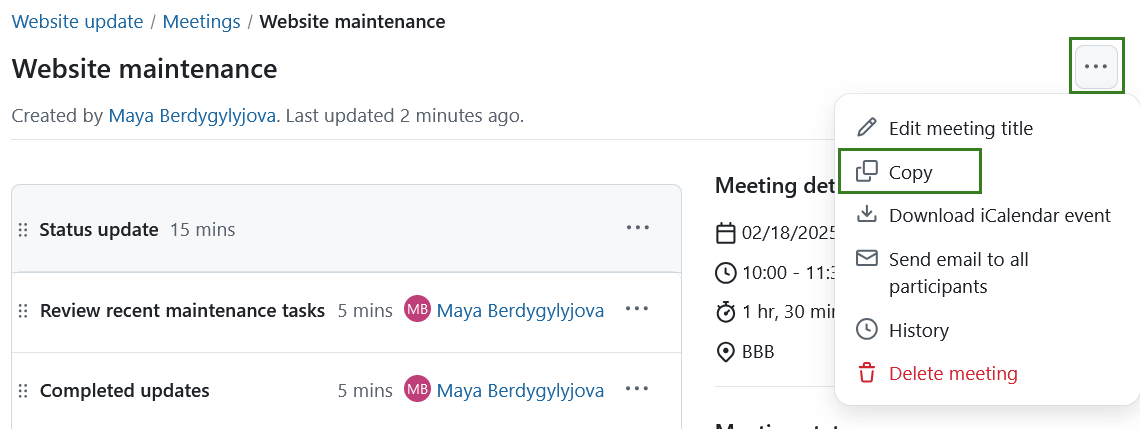 Website update / Meetings / Website maintenance
Website maintenance
Created by Maya Berdygylyjova. Last updated 2 minutes ago.
Edit meeting title
Copy
Download iCalendar event
Send email to all
participants
History
Delete meeting
Status update 15 mins
Review recent maintenance tasks 5 mins MB Maya Berdygylyjova
Completed updates 5 mins MB Maya Berdygylyjova
Meeting det
02/18/2025
10:00 - 11:3
1 hr, 30 min
BBB